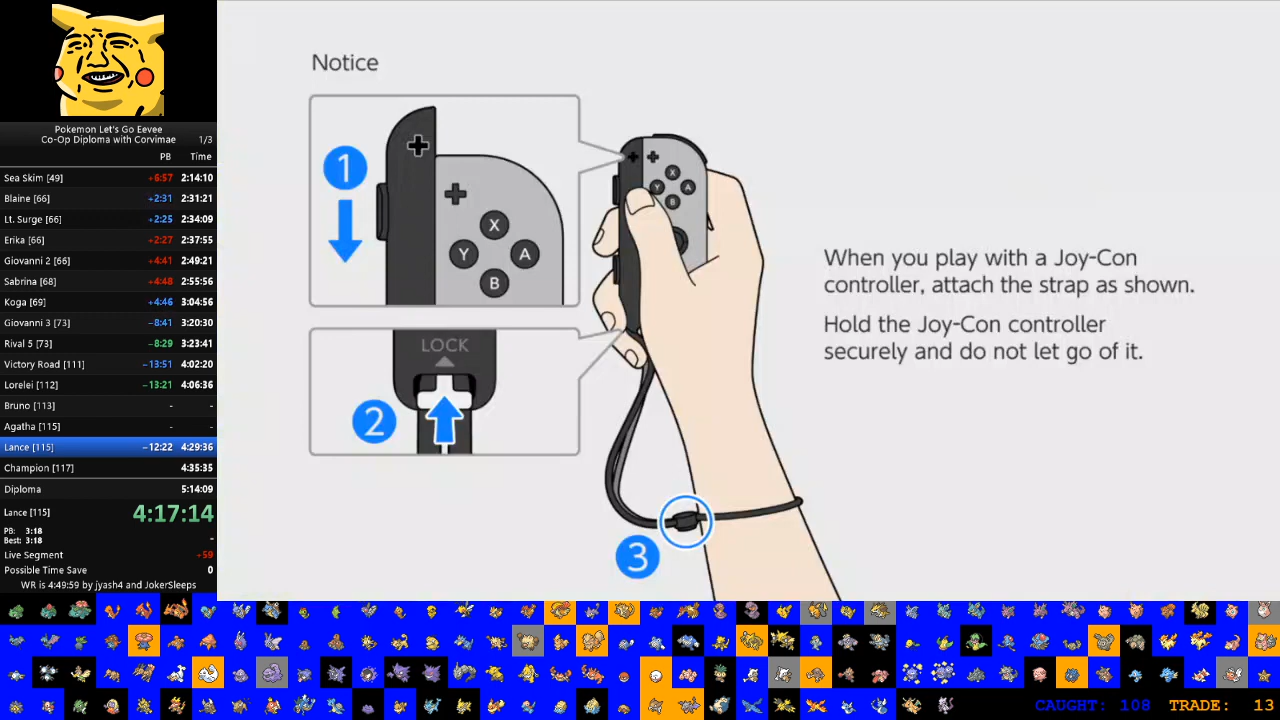 Pokemon Let's Go Eevee
Co-Op Diploma with Corvimae 1/3
PB Time
Sea Skim [49] +6:57 2:14:10
Blaine [66] +2:31 2:31:21
Lt. Surge [66] +2:25 2:34:09
Erika [66] +2:27 2:37:55
Giovanni 2 [66] +4:41 2:49:21
Sabrina [68] +4:48 2:55:56
Koga [69] +4:46 3:04:56
Giovanni 3 [73] −8:41 3:20:30
Rival 5 [73] −8:29 3:23:41
Victory Road [111] −13:51 4:02:20
Lorelei [112] −13:21 4:06:36
Bruno [113] - -
Agatha [115] - -
Lance [115] −12:22 4:29:36
Champion [117] 4:35:35
Diploma 5:14:09
Lance [115] 4:17:14
PB: 3:18
Best: 3:18 -
Live Segment +59
Possible Time Save 0
WR is 4:49:59 by jyash4 and JokerSleeps
Notice
1
X
Y A
B
LOCK
2
3
X
Y A
B
When you play with a Joy-Con
controller, attach the strap as shown.
Hold the Joy-Con controller
securely and do not let go of it.
CAUGHT: 108 TRADE: 13